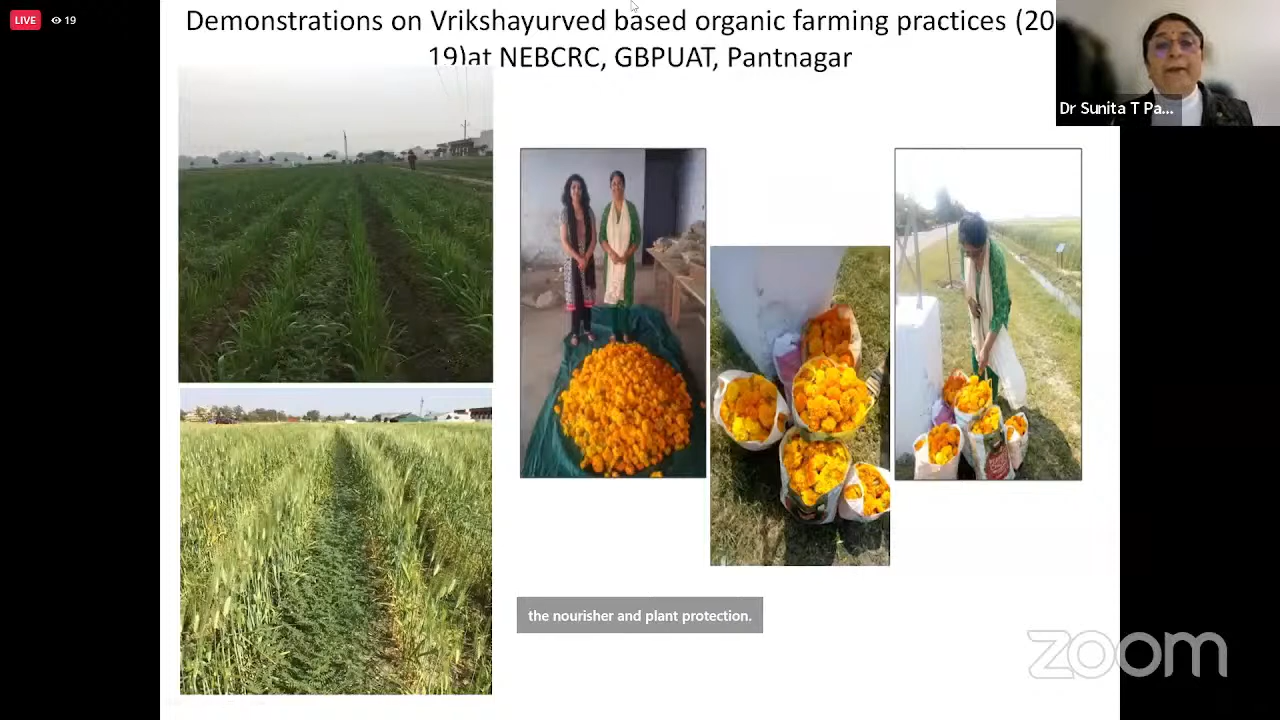 LIVE 19
Demonstrations on Vrikshayurved based organic farming practices (20
19)at NEBCRC, GBPUAT, Pantnagar
Dr Sunita T Pa...
the nourisher and plant protection.
zoom